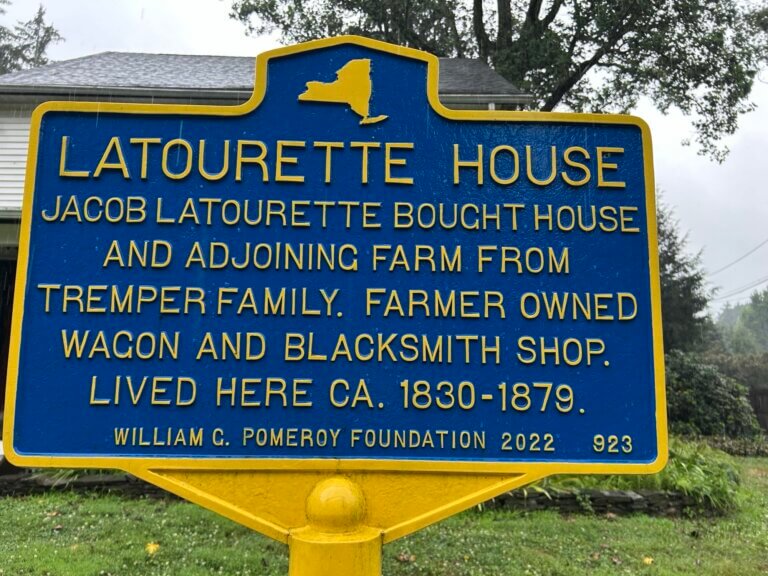 LATOURETTE HOUSE
JACOB LATOURETTE BOUGHT HOUSE
AND ADJOINING FARM FROM
TREMPER FAMILY. FARMER OWNED
WAGON AND BLACKSMITH SHOP.
LIVED HERE CA. 1830-1879.
WILLIAM G. POMEROY FOUNDATION 2022 923